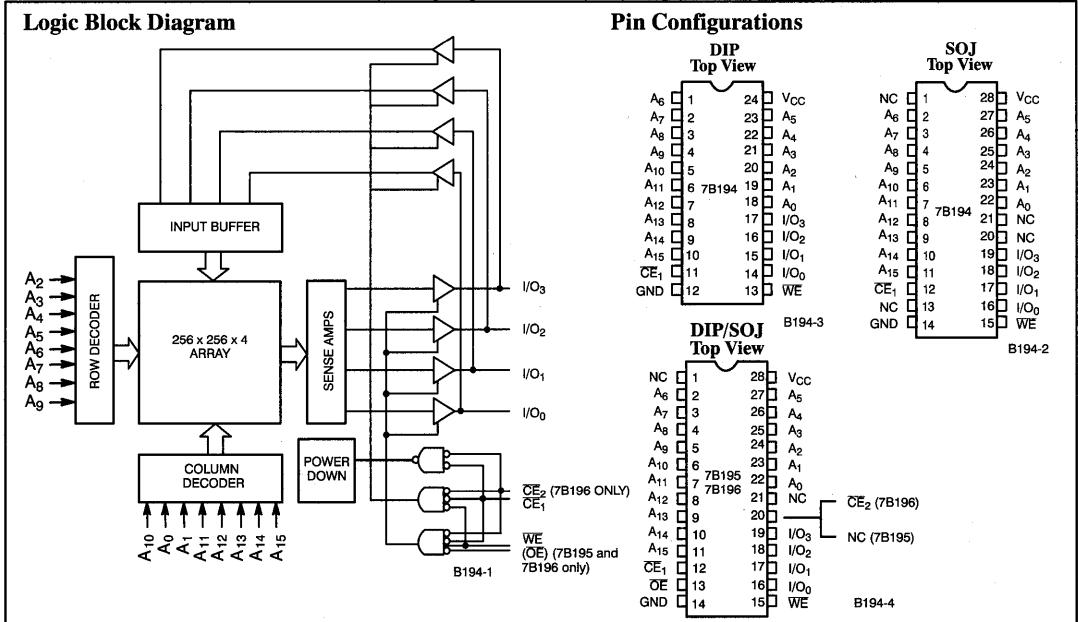 Logic Block Diagram
INPUT BUFFER
A2
A3
A4
A5
A6
A7
A8
A9
ROW DECODER
256 x 256 x 4
ARRAY
SENSE AMPS
I/O3
I/O2
I/O1
I/O0
COLUMN
DECODER
A10
A0
A1
A11
A12
A13
A14
A15
POWER
DOWN
CE2 (7B196 ONLY)
CE1
WE
(OE) (7B195 and
7B196 only)
B194-1
Pin Configurations
DIP
Top View
A6 1 24 VCC
A7 2 23 A5
A8 3 22 A4
A9 4 21 A3
A10 5 20 A2
A11 6 7B194 19 A1
A12 7 18 A0
A13 8 17 I/O3
A14 9 16 I/O2
A15 10 15 I/O1
CE1 11 14 I/O0
GND 12 13 WE
B194-3
SOJ
Top View
NC 1 28 VCC
A6 2 27 A5
A7 3 26 A4
A8 4 25 A3
A9 5 24 A2
A10 6 23 A1
A11 7 7B194 22 A0
A12 8 21 NC
A13 9 20 NC
A14 10 19 I/O3
A15 11 18 I/O2
CE1 12 17 I/O1
NC 13 16 I/O0
GND 14 15 WE
B194-2
DIP/SOJ
Top View
NC 1 28 VCC
A6 2 27 A5
A7 3 26 A4
A8 4 25 A3
A9 5 24 A2
A10 6 7B195 23 A1
A11 7 7B196 22 A0
A12 8 21 NC
A13 9 20
A14 10 19 I/O3
A15 11 18 I/O2
CE1 12 17 I/O1
OE 13 16 I/O0
GND 14 15 WE
CE2 (7B196)
NC (7B195)
B194-4